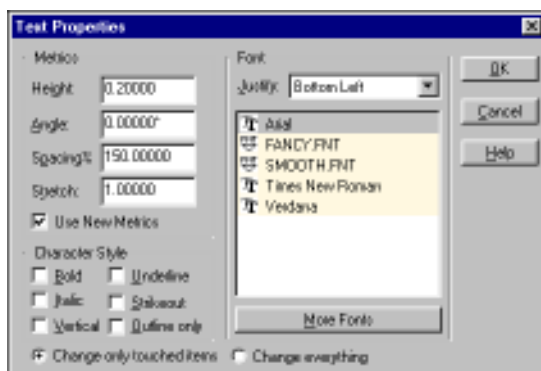 Text Properties
Metrics
Height: 0.20000
Angle: 0.00000°
Spacing% 150.00000
Stretch: 1.00000
Use New Metrics
Character Style
Bold Underline
Italic Strikeout
Vertical Outline only
Font
Justify: Bottom Left
Arial
FANCY.FNT
SMOOTH.FNT
Times New Roman
Verdana
More Fonts
OK
Cancel
Help
Change only touched items Change everything